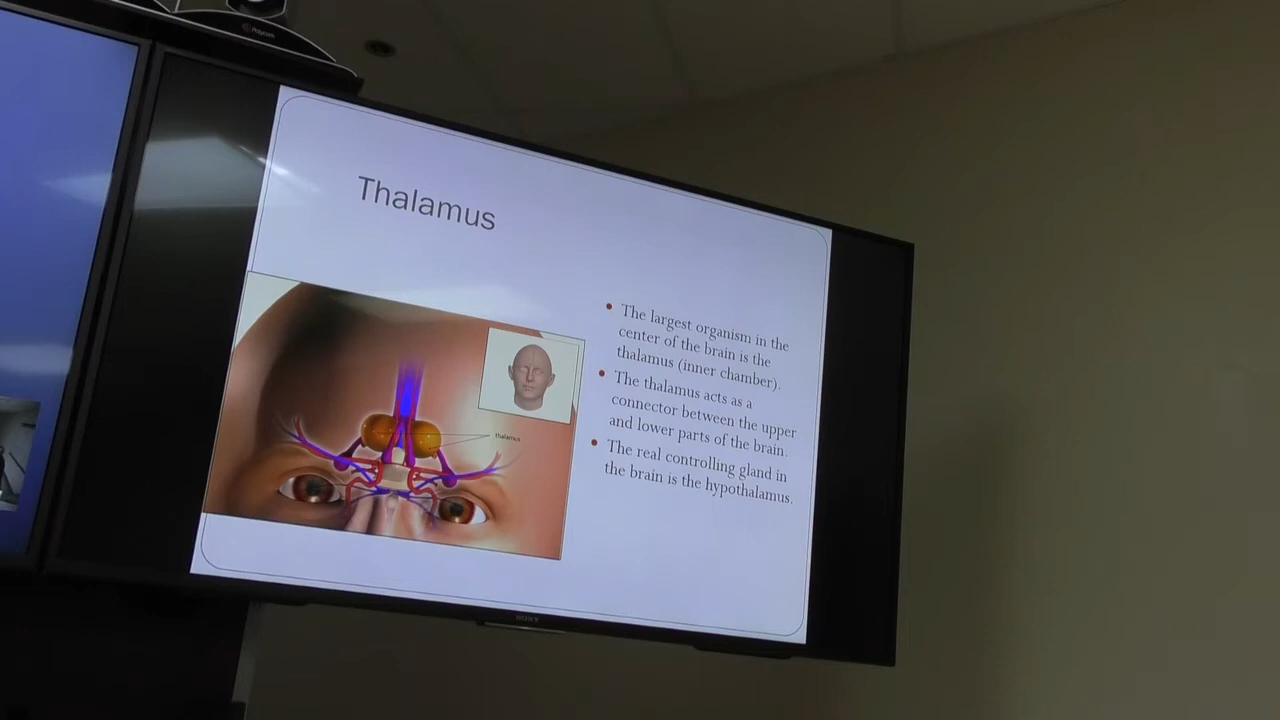 Polycom
Thalamus
The largest organism in the
center of the brain is the
thalamus (inner chamber).
The thalamus acts as a
connector between the upper
and lower parts of the brain.
The real controlling gland in
the brain is the hypothalamus.
thalamus
SONY